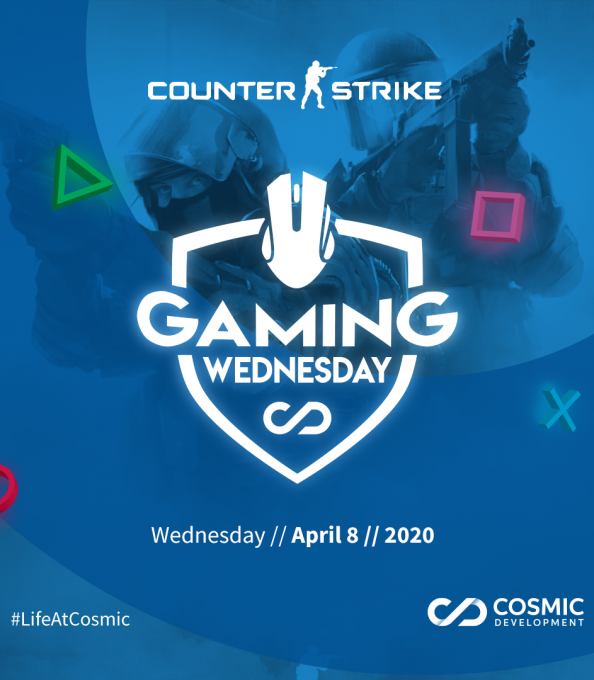 COUNTER STRIKE
GAMING
WEDNESDAY
Wednesday // April 8 // 2020
#LifeAtCosmic
COSMIC
DEVELOPMENT